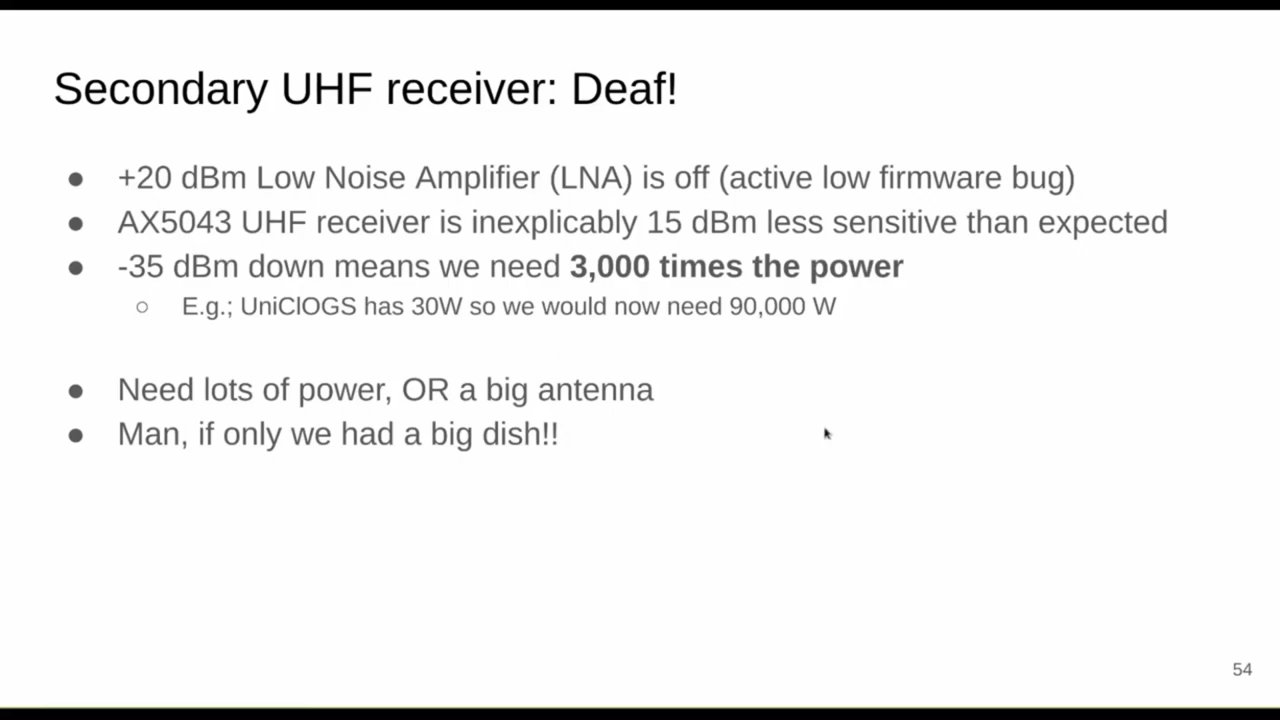 Secondary UHF receiver: Deaf!
● +20 dBm Low Noise Amplifier (LNA) is off (active low firmware bug)
● AX5043 UHF receiver is inexplicably 15 dBm less sensitive than expected
● -35 dBm down means we need 3,000 times the power
○ E.g.; UniClOGS has 30W so we would now need 90,000 W
● Need lots of power, OR a big antenna
● Man, if only we had a big dish!!
54